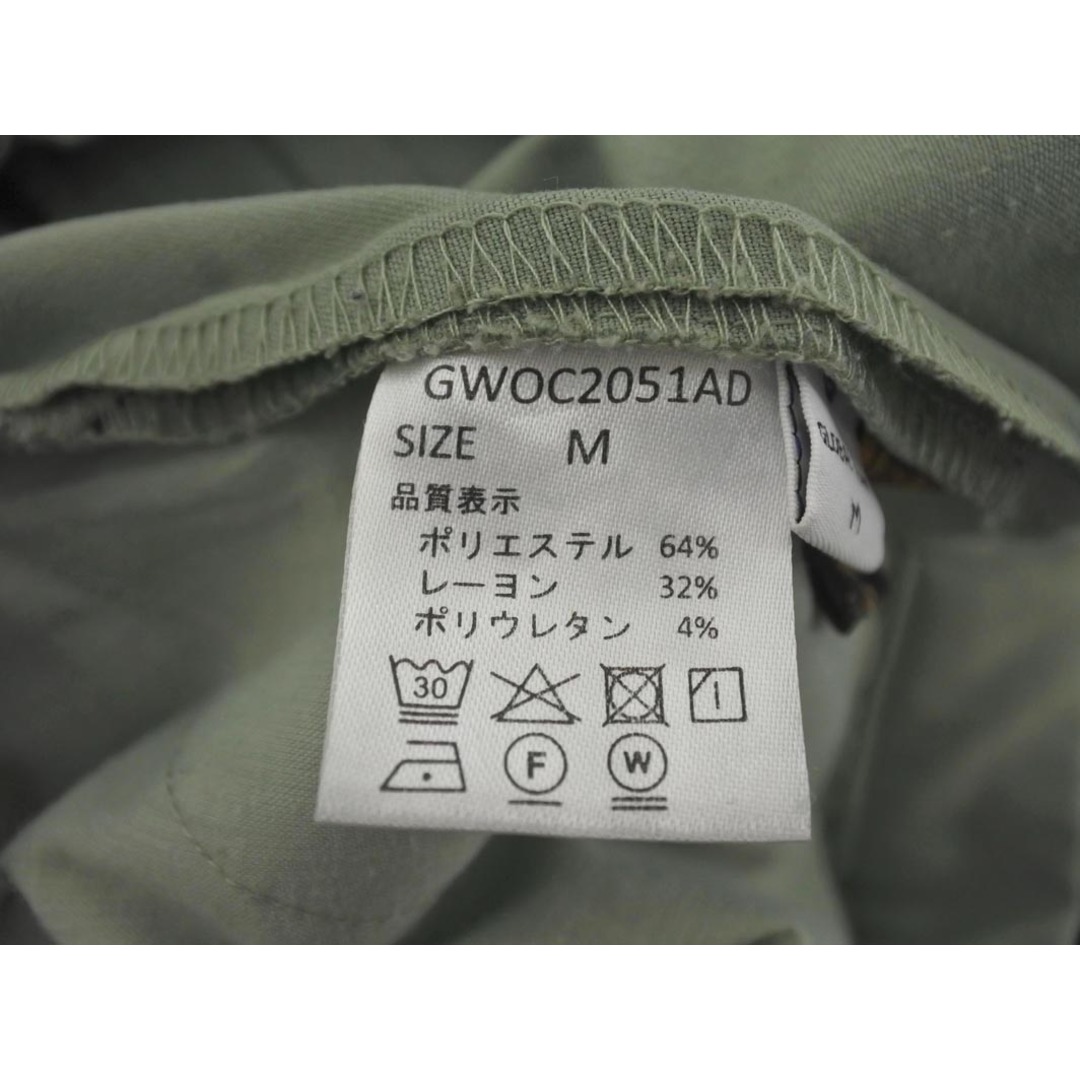 GWOC2051AD
SIZE M
品質表示
ポリエステル 64%
レーヨン 32%
ポリウレタン 4%
30
F
W
M